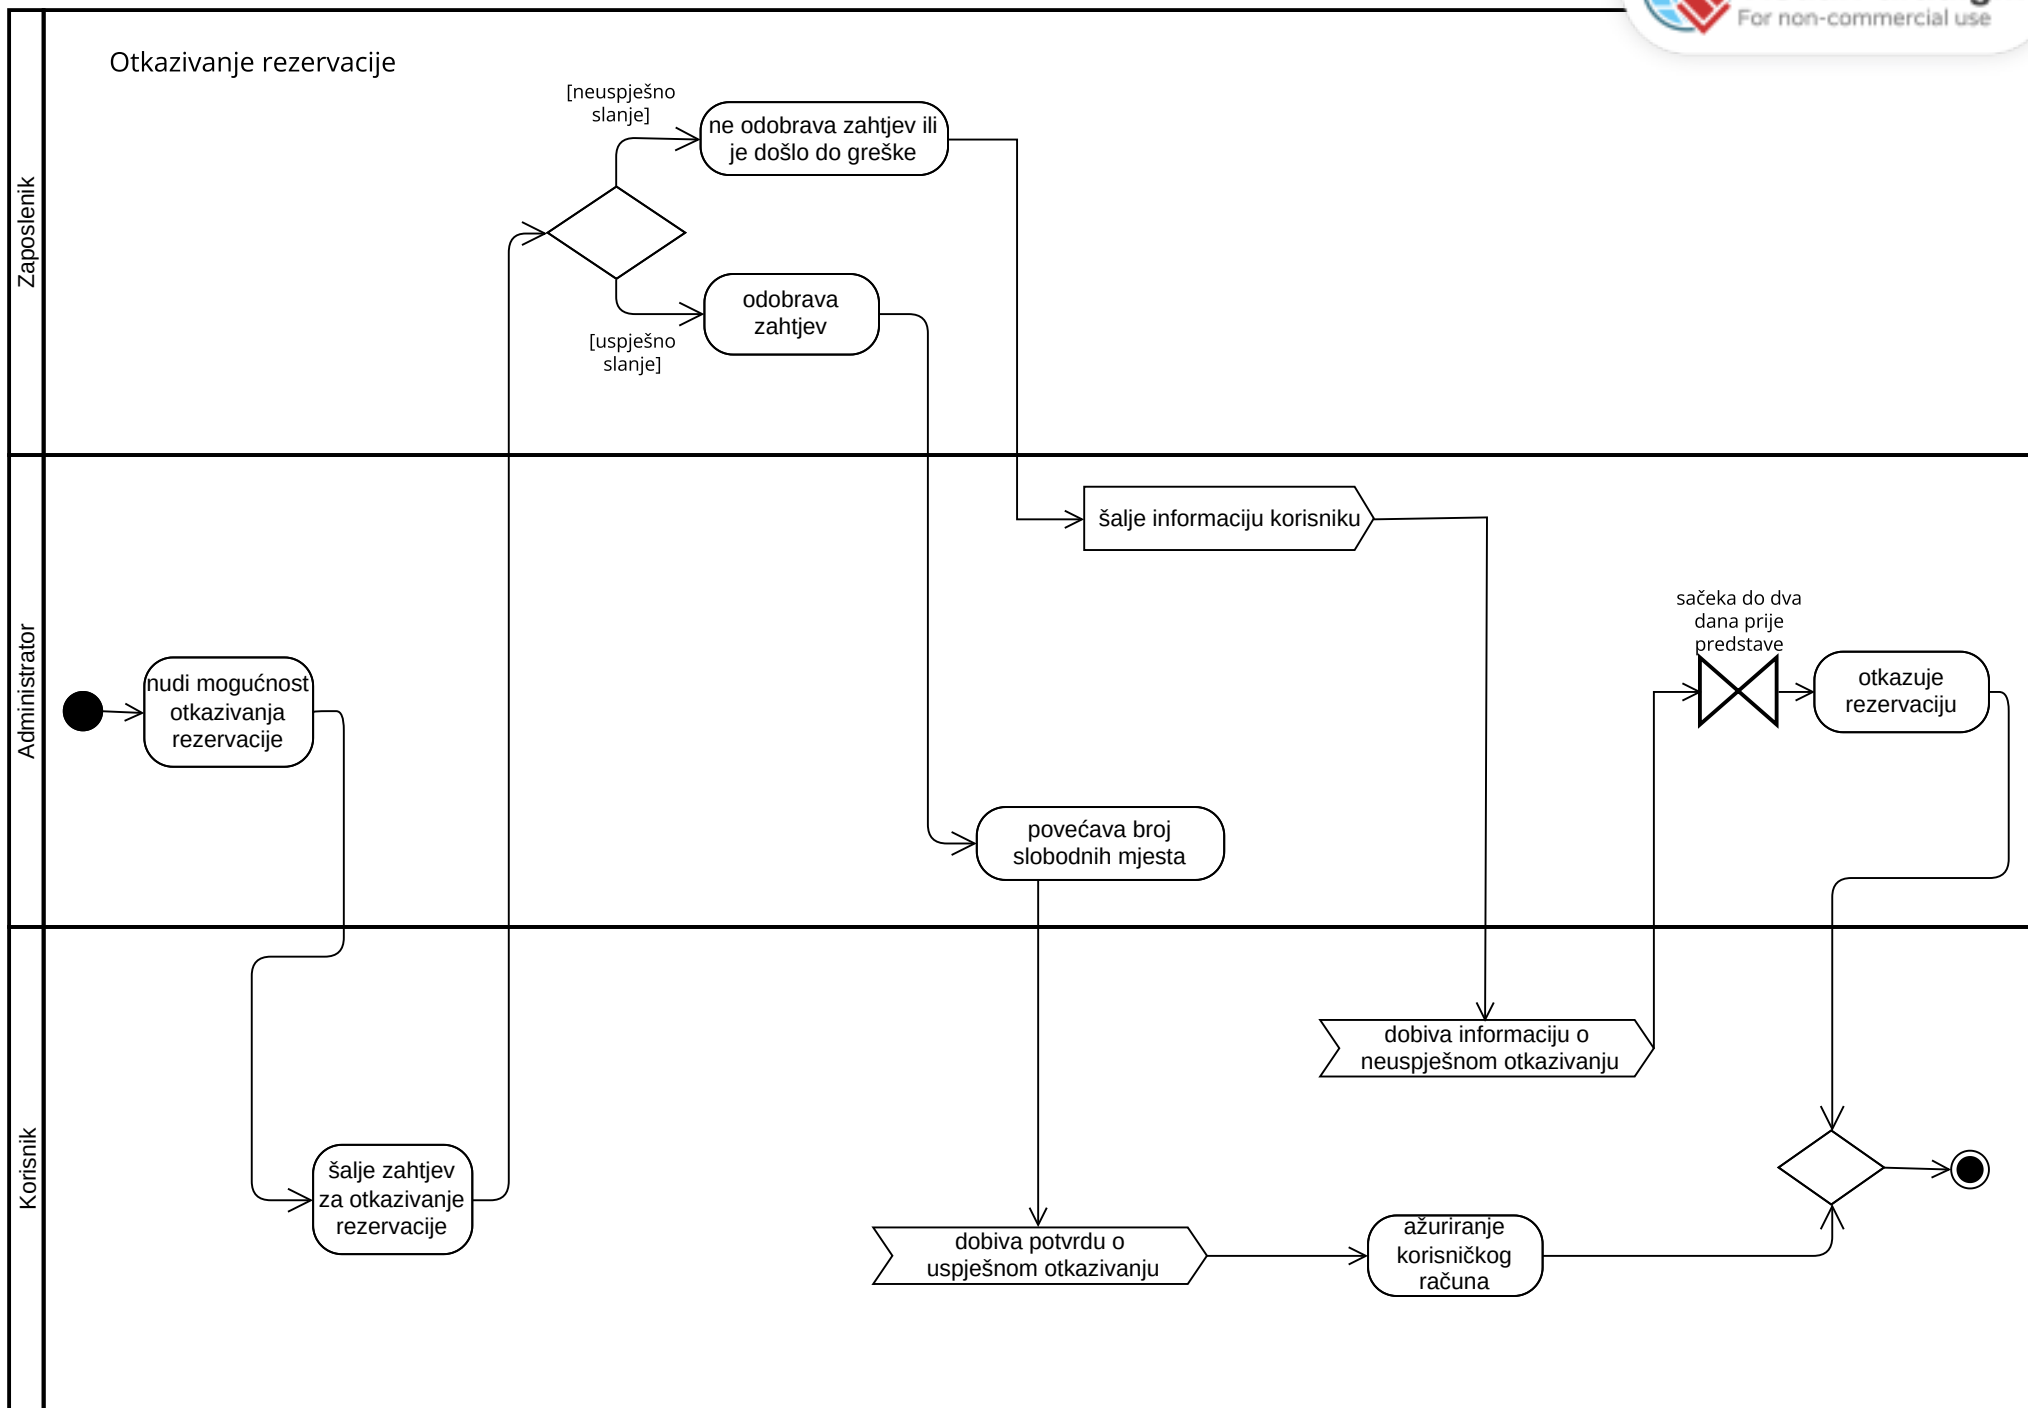 For non-commercial use
Otkazivanje rezervacije
Zaposlenik
[neuspješno
slanje]
ne odobrava zahtjev ili
je došlo do greške
odobrava
zahtjev
[uspješno
slanje]
Administrator
šalje informaciju korisniku
sačeka do dva
dana prije
predstave
nudi mogućnost
otkazivanja
rezervacije
otkazuje
rezervaciju
povećava broj
slobodnih mjesta
Korisnik
dobiva informaciju o
neuspješnom otkazivanju
šalje zahtjev
za otkazivanje
rezervacije
dobiva potvrdu o
uspješnom otkazivanju
ažuriranje
korisničkog
računa